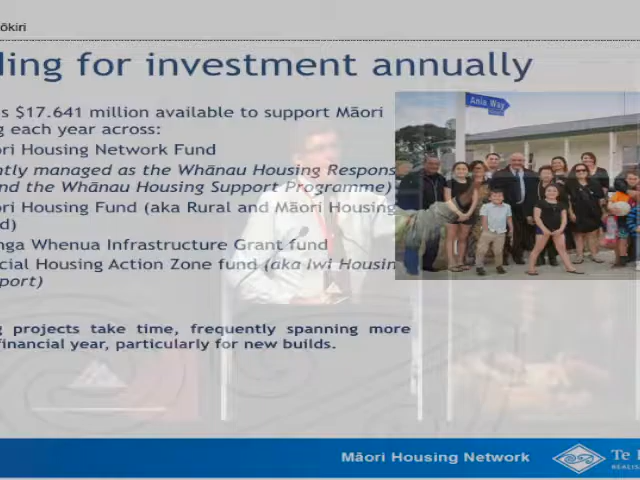 ōkiri
ding for investment annually
s $17.641 million available to support Māori
g each year across:
ori Housing Network Fund
ntly managed as the Whānau Housing Respons
nd the Whānau Housing Support Programme)
ori Housing Fund (aka Rural and Māori Housing
d)
nga Whenua Infrastructure Grant fund
cial Housing Action Zone fund (aka Iwi Housin
port)
g projects take time, frequently spanning more
financial year, particularly for new builds.
Ania Way
Māori Housing Network
Te
REALIS